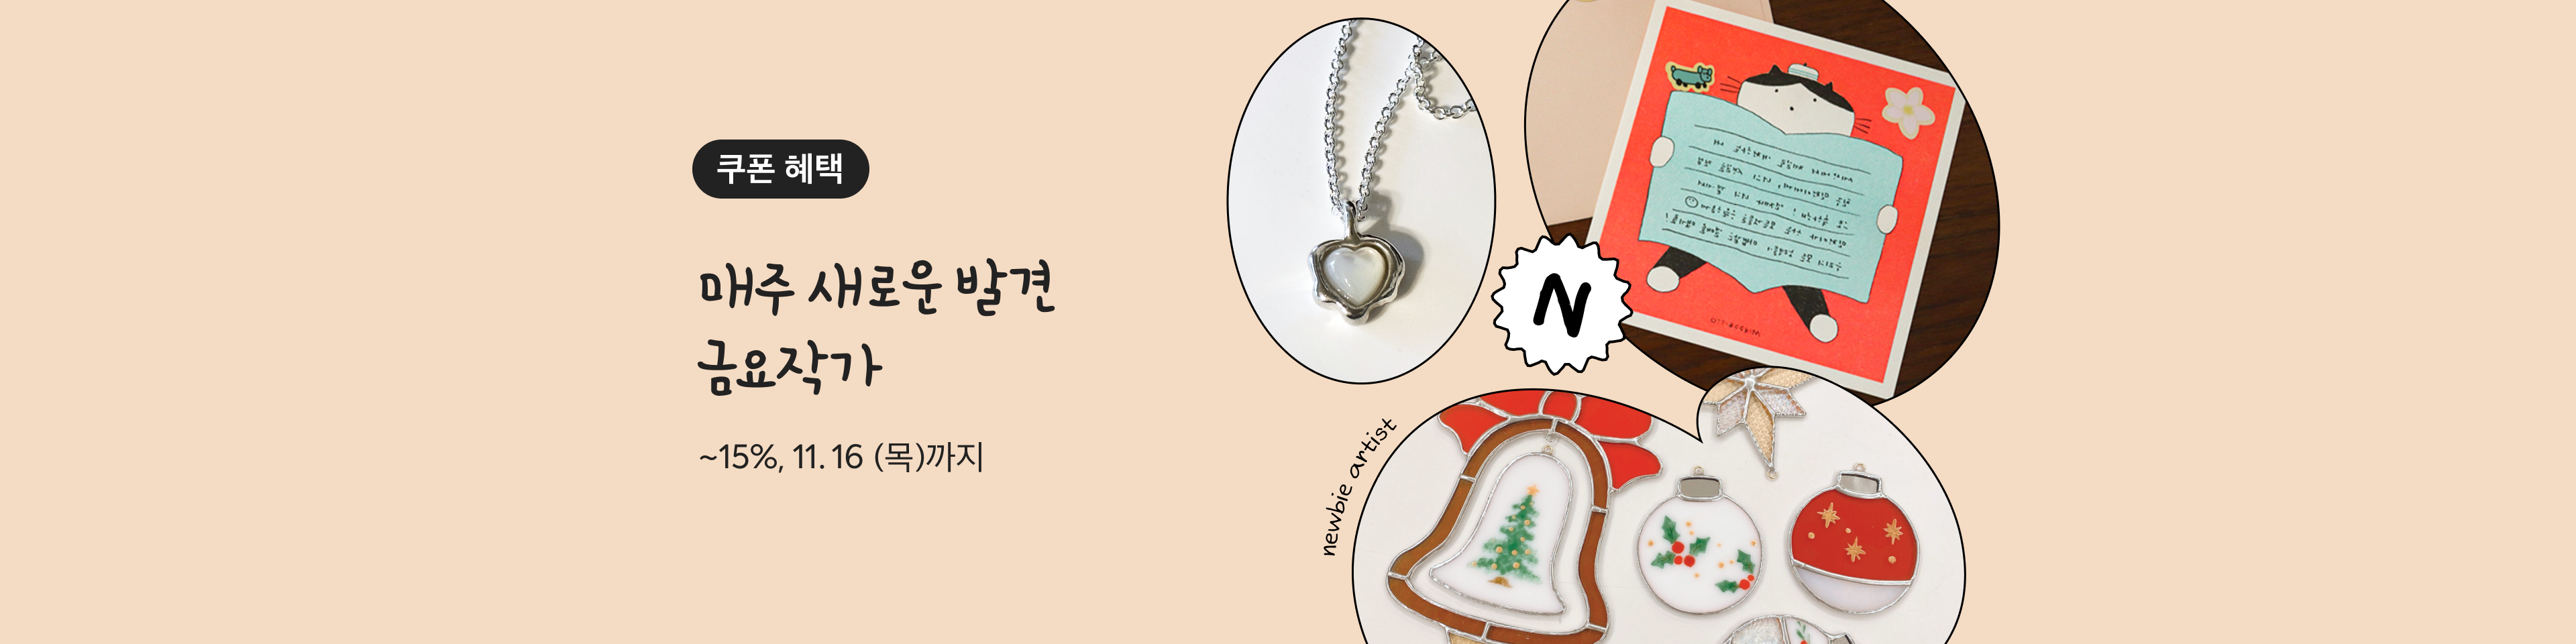 쿠폰 혜택
매주 새로운 발견
금요작가
~15%, 11. 16 (목)까지
N
newbie artist